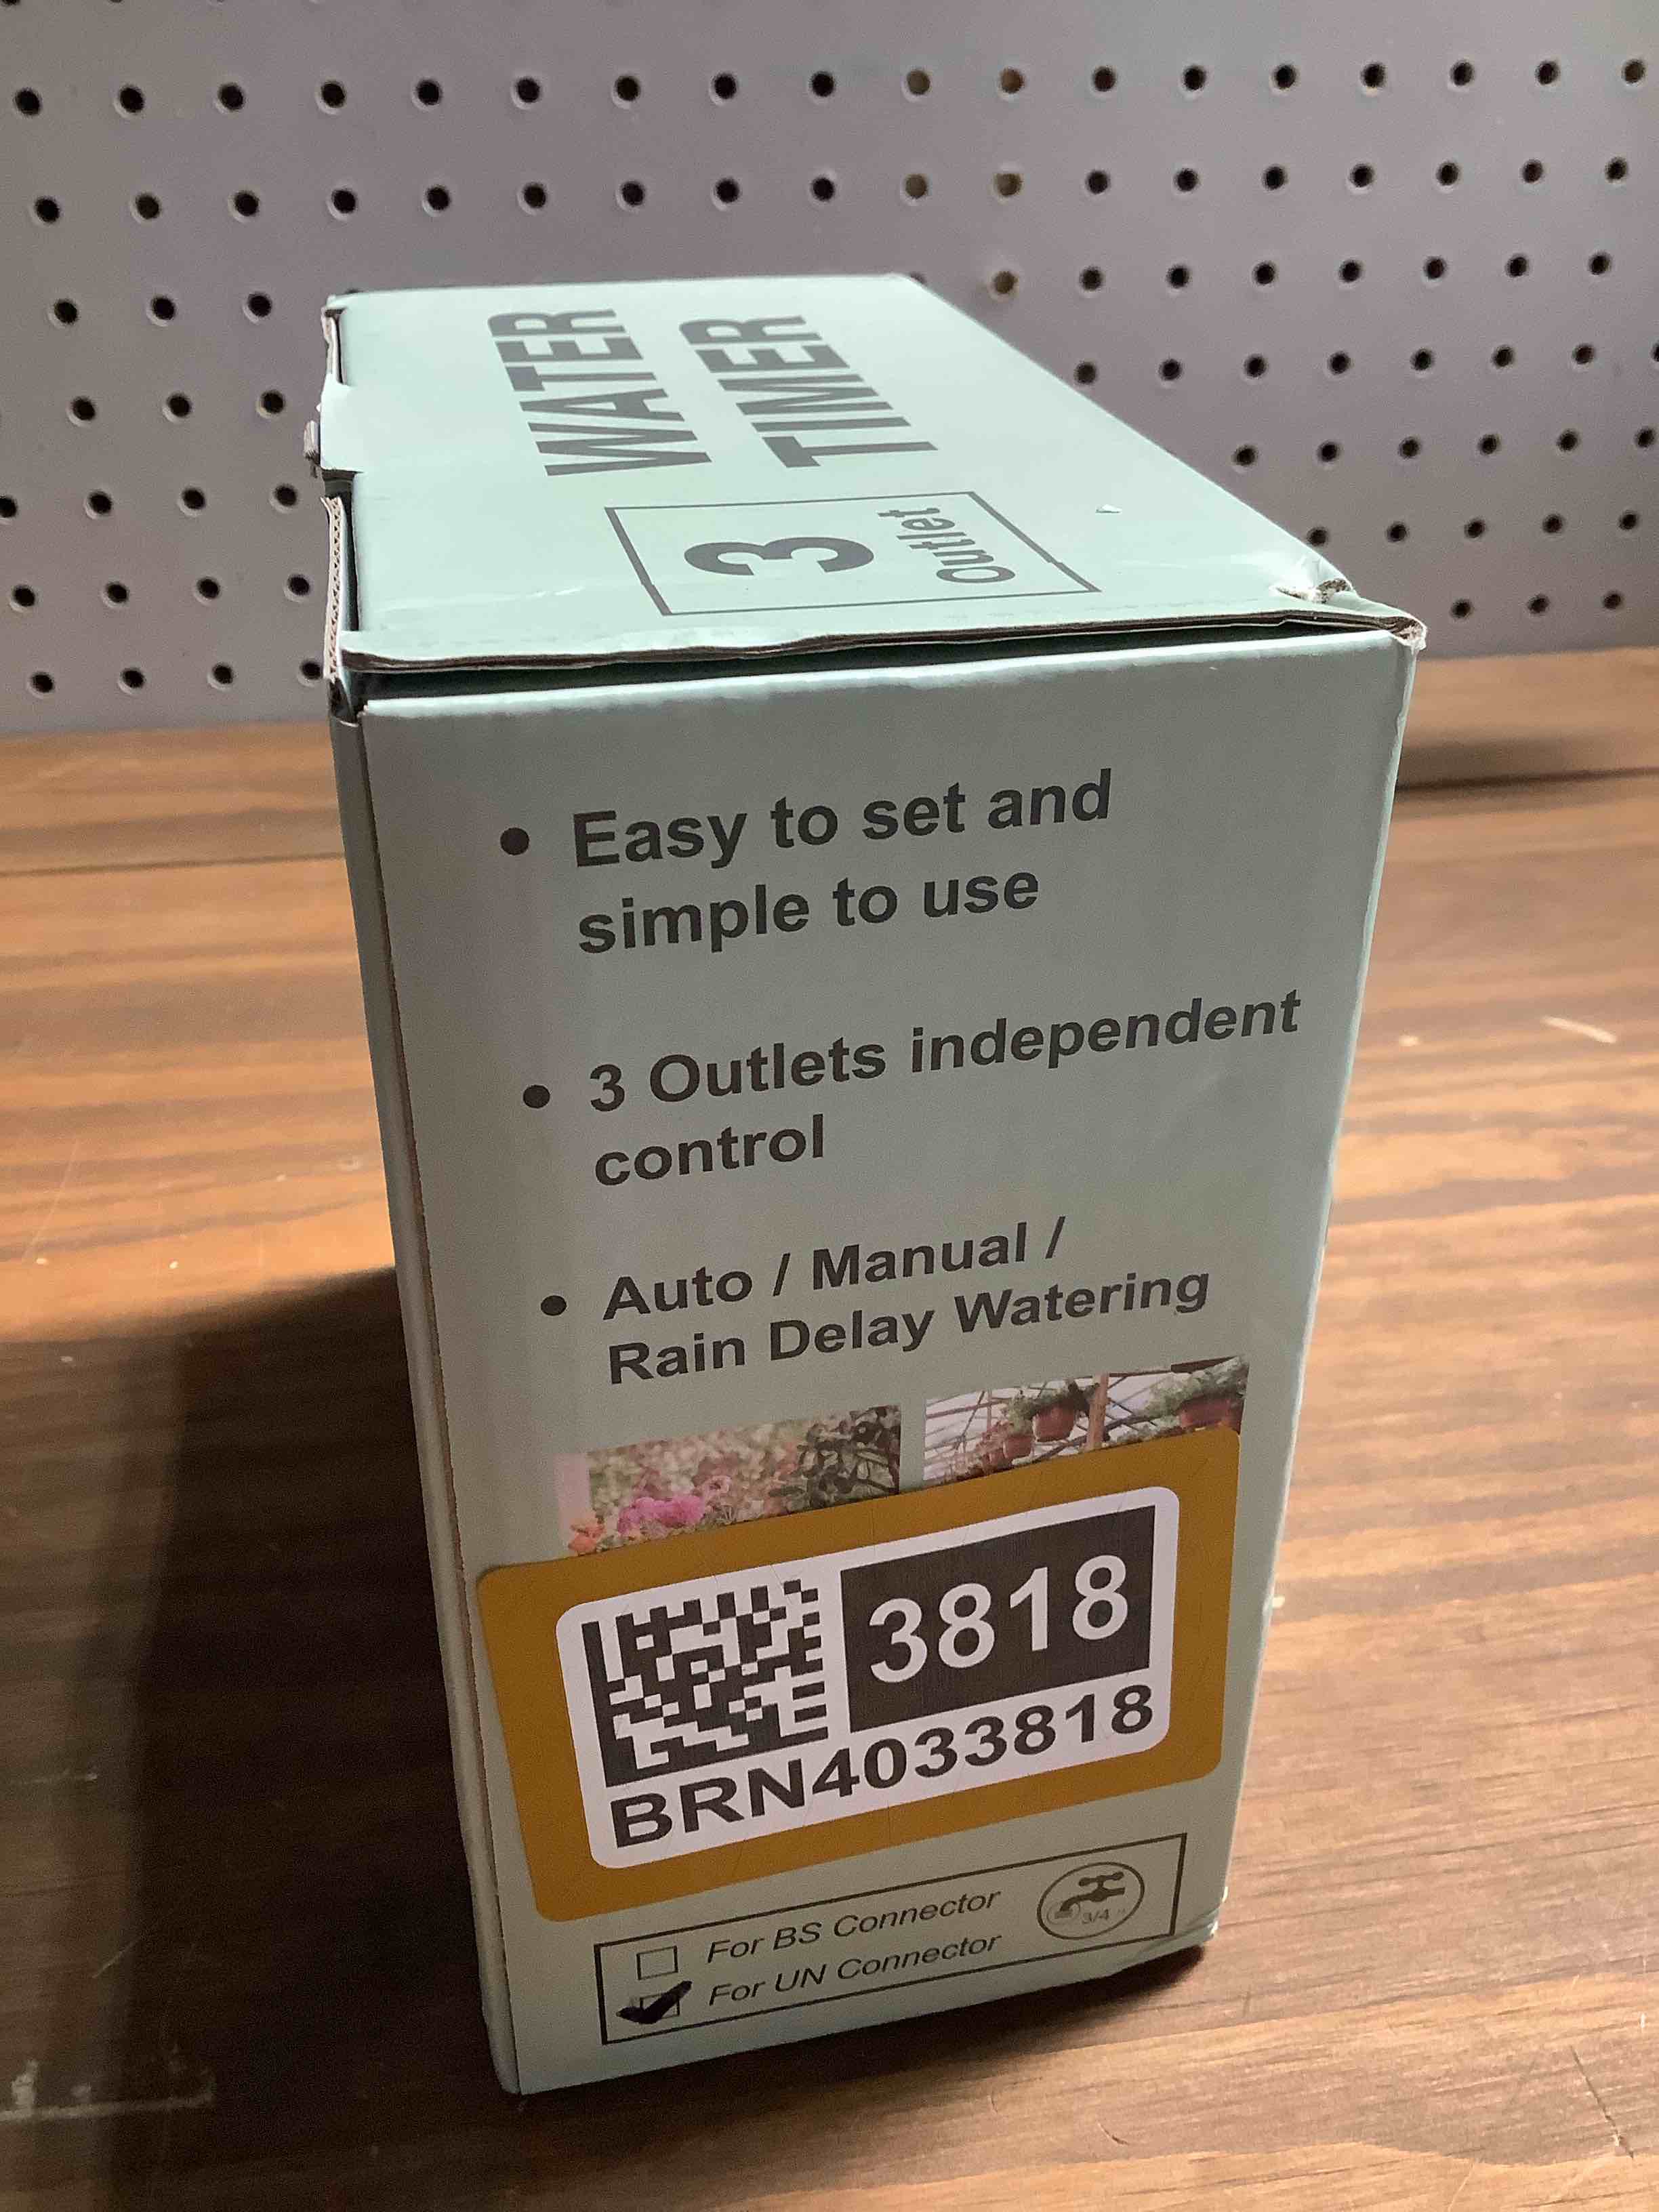 WATER
TIMER
3
Outlet
• Easy to set and
simple to use
• 3 Outlets independent
control
• Auto / Manual /
Rain Delay Watering
3818
BRN4033818
For BS Connector
For UN Connector
3/4"